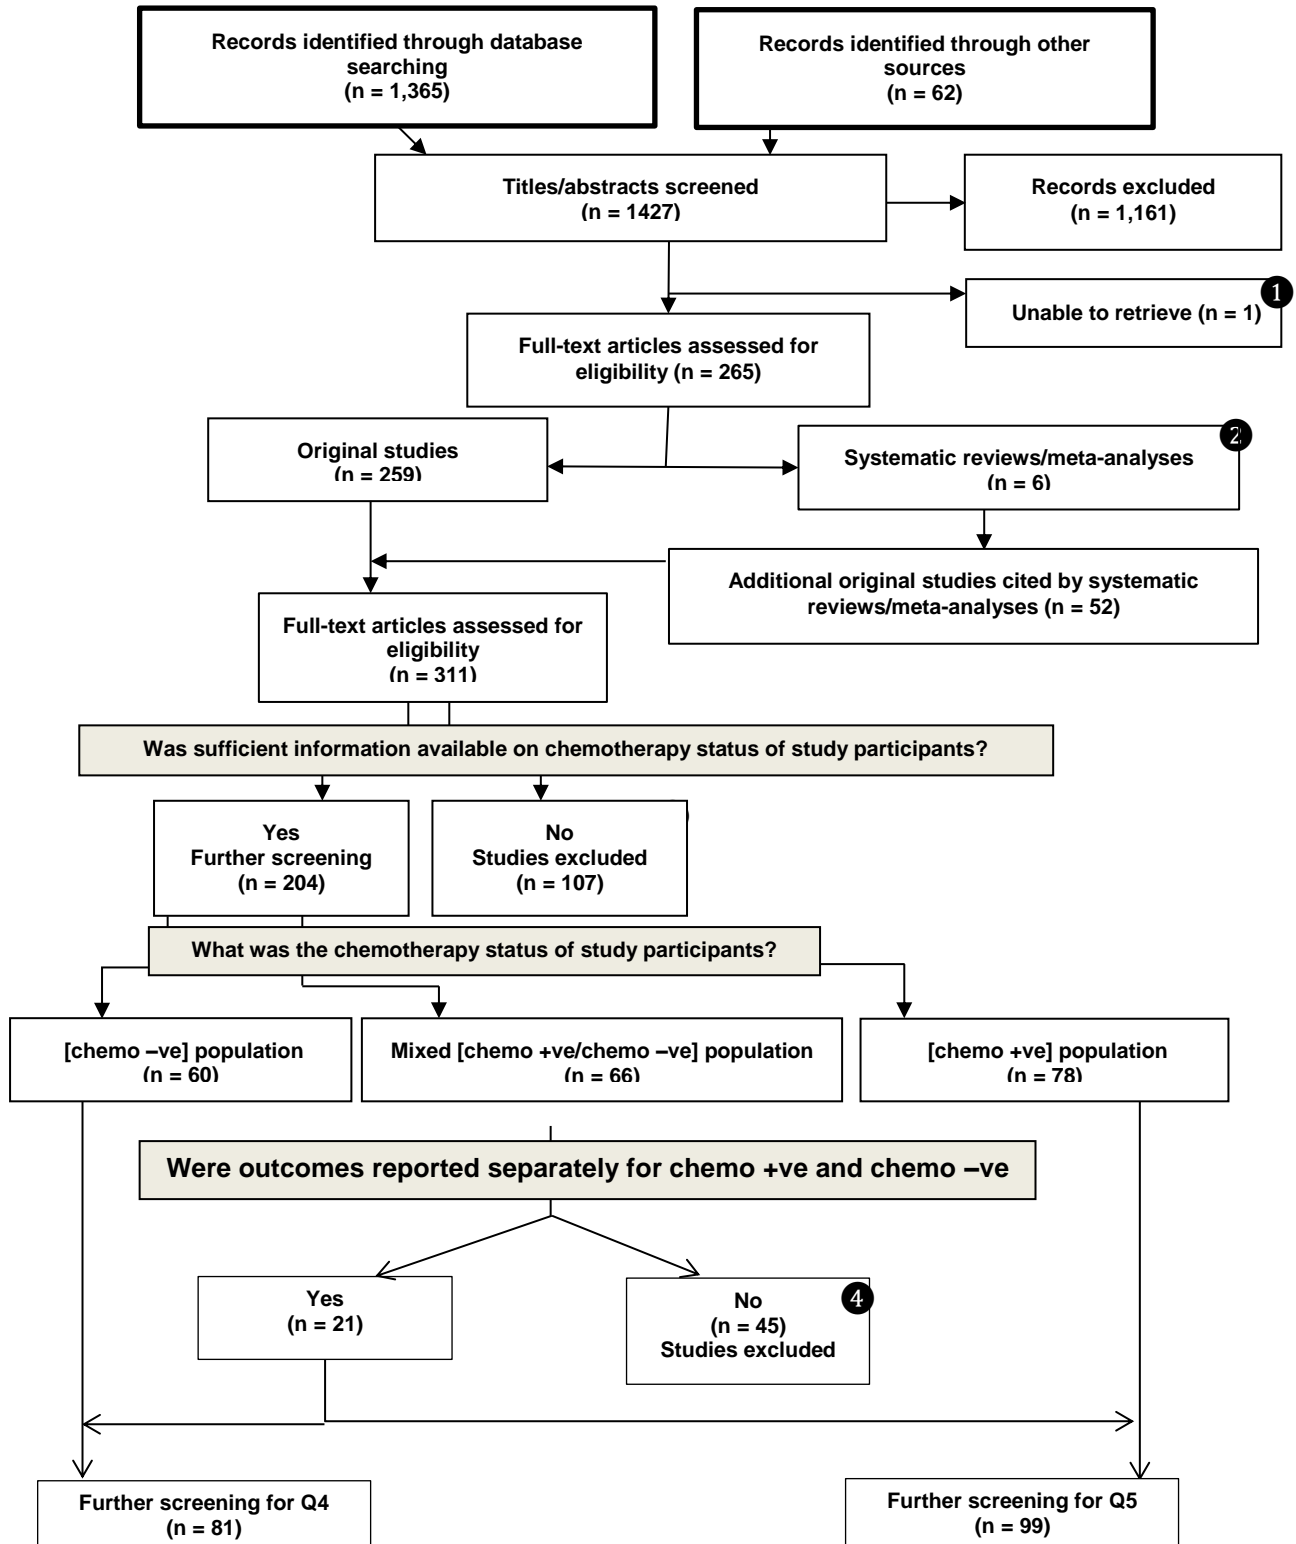 Records identified through database
searching
(n = 1,365)
Records identified through other
sources
(n = 62)
Titles/abstracts screened
(n = 1427)
Records excluded
(n = 1,161)
1
Unable to retrieve (n = 1)
Full-text articles assessed for
eligibility (n = 265)
Original studies
(n = 259)
2
Systematic reviews/meta-analyses
(n = 6)
Additional original studies cited by systematic
reviews/meta-analyses (n = 52)
Full-text articles assessed for
eligibility
(n = 311)
Was sufficient information available on chemotherapy status of study participants?
Yes
Further screening
(n = 204)
No
Studies excluded
(n = 107)
What was the chemotherapy status of study participants?
[chemo –ve] population
(n = 60)
Mixed [chemo +ve/chemo –ve] population
(n = 66)
[chemo +ve] population
(n = 78)
Were outcomes reported separately for chemo +ve and chemo –ve
Yes
(n = 21)
4
No
(n = 45)
Studies excluded
Further screening for Q4
(n = 81)
Further screening for Q5
(n = 99)